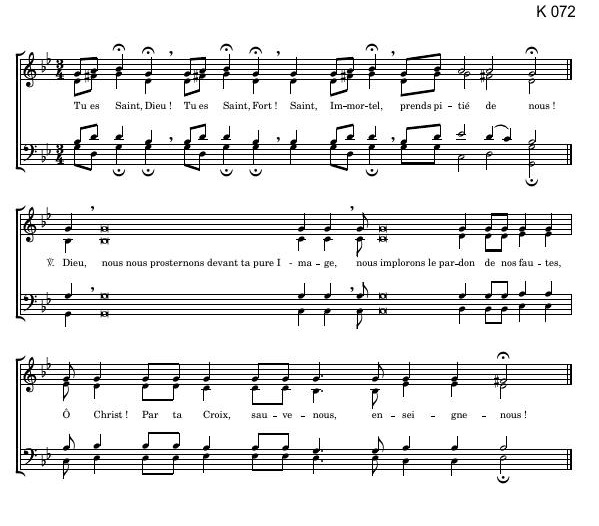 K 072
Tu es Saint, Dieu ! Tu es Saint, Fort ! Saint, Im-mor-tel, prends pi - tié de nous !
℣. Dieu, nous nous prosternons devant ta pure I - ma - ge, nous implorons le par-don de nos fau - tes,
Ô Christ ! Par ta Croix, sau - ve - nous, en - sei - gne - nous !